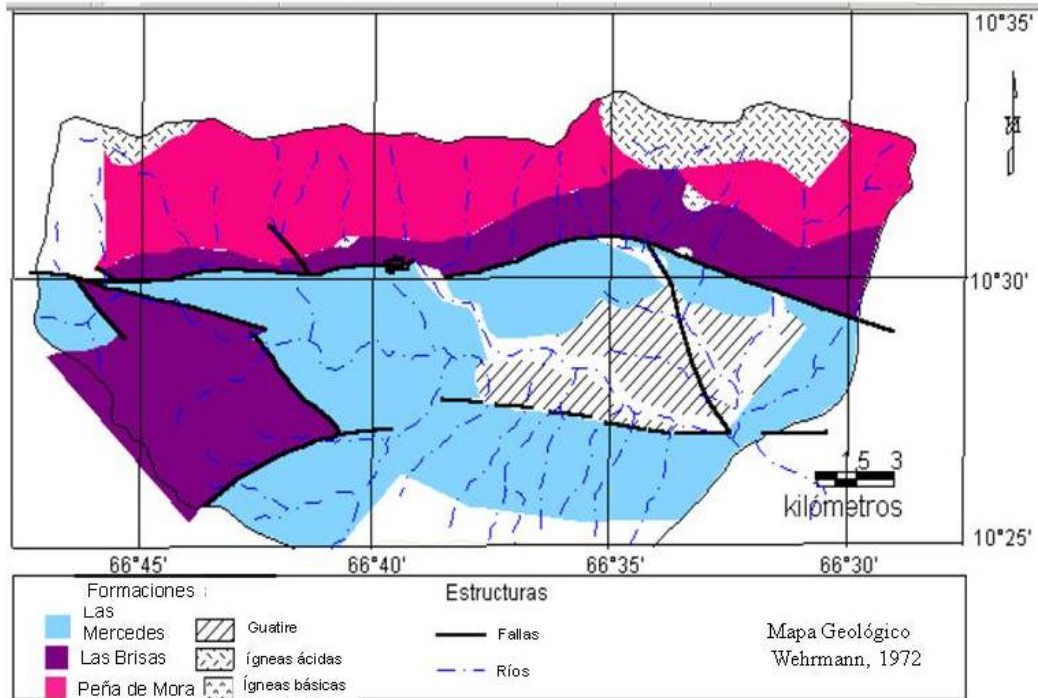 10°35'
10°30'
10°25'
66°45'
66°40'
66°35'
66°30'
1,5 3
kilómetros
Formaciones :
Las
Mercedes
Las Brisas
Peña de Mora
Guatire
ígneas ácidas
Ígneas básicas
Estructuras
Fallas
Ríos
Mapa Geológico
Wehrmann, 1972